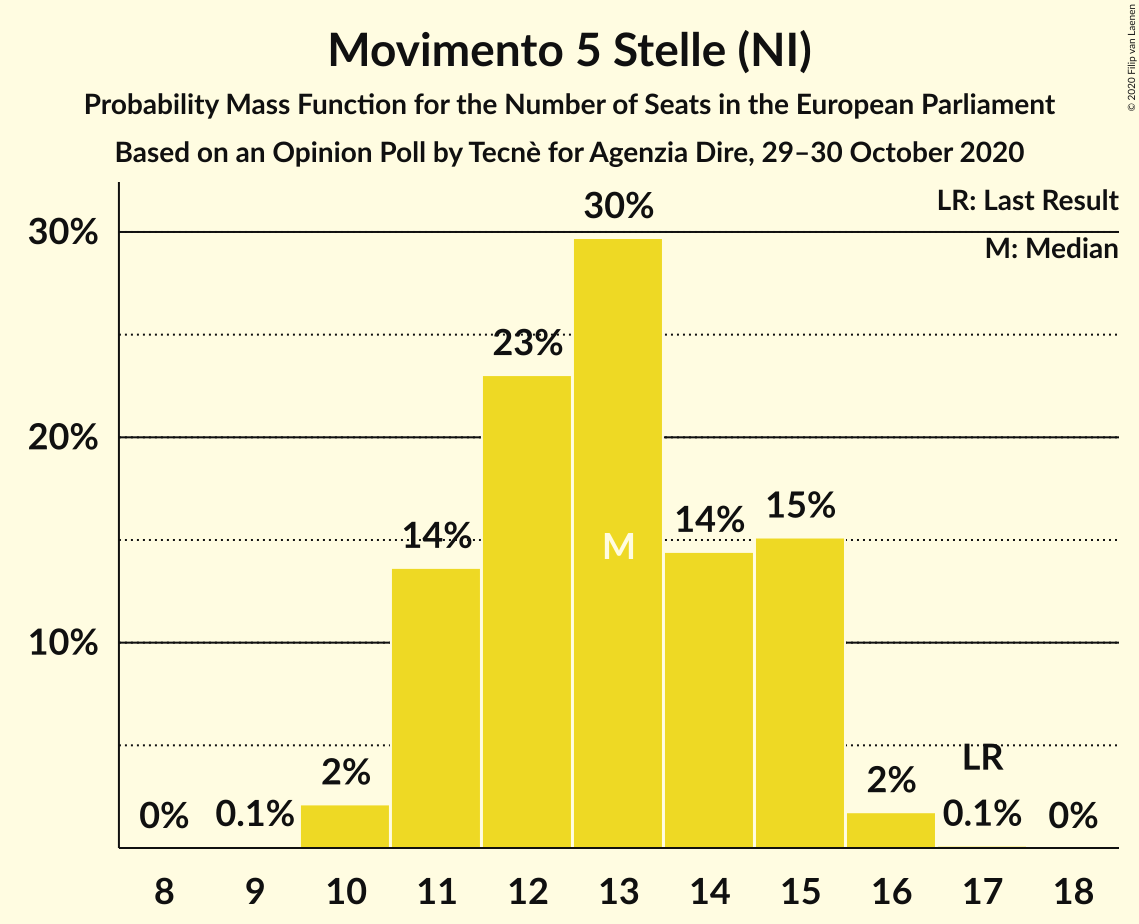 Movimento 5 Stelle (NI)
Probability Mass Function for the Number of Seats in the European Parliament
Based on an Opinion Poll by Tecnè for Agenzia Dire, 29–30 October 2020
© 2020 Filip van Laenen
LR: Last Result
M: Median
30%
20%
10%
0%
0.1%
2%
14%
23%
30%
M
14%
15%
2%
LR
0.1%
0%
8 9 10 11 12 13 14 15 16 17 18